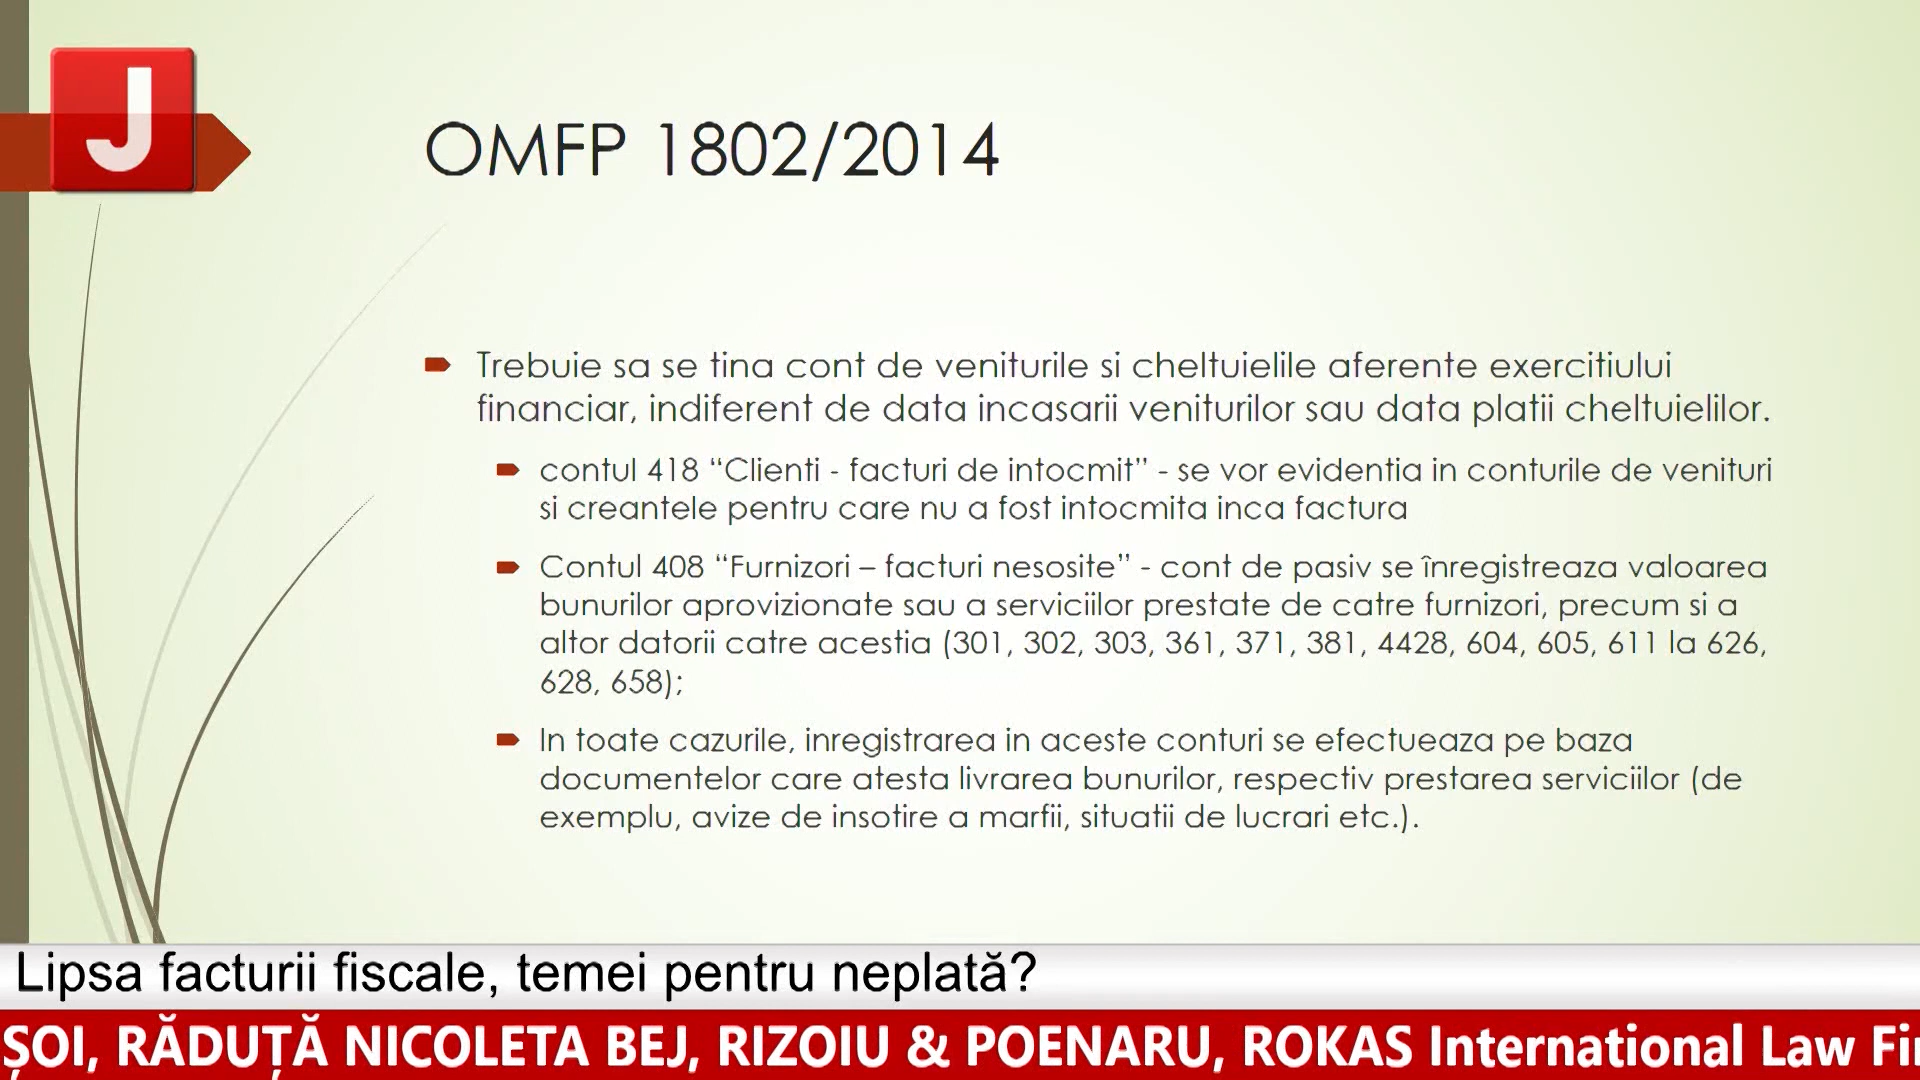 J
OMFP 1802/2014
Trebuie sa se tina cont de veniturile si cheltuielile aferente exercitiului
financiar, indiferent de data incasarii veniturilor sau data platii cheltuielilor.
contul 418 “Clienti - facturi de intocmit” - se vor evidentia in conturile de venituri
si creantele pentru care nu a fost intocmita inca factura
Contul 408 “Furnizori – facturi nesosite” - cont de pasiv se înregistreaza valoarea
bunurilor aprovizionate sau a serviciilor prestate de catre furnizori, precum si a
altor datorii catre acestia (301, 302, 303, 361, 371, 381, 4428, 604, 605, 611 la 626,
628, 658);
In toate cazurile, inregistrarea in aceste conturi se efectueaza pe baza
documentelor care atesta livrarea bunurilor, respectiv prestarea serviciilor (de
exemplu, avize de insotire a marfii, situatii de lucrari etc.).
Lipsa facturii fiscale, temei pentru neplată?
ȘOI, RĂDUȚĂ NICOLETA BEJ, RIZOIU & POENARU, ROKAS International Law Fi